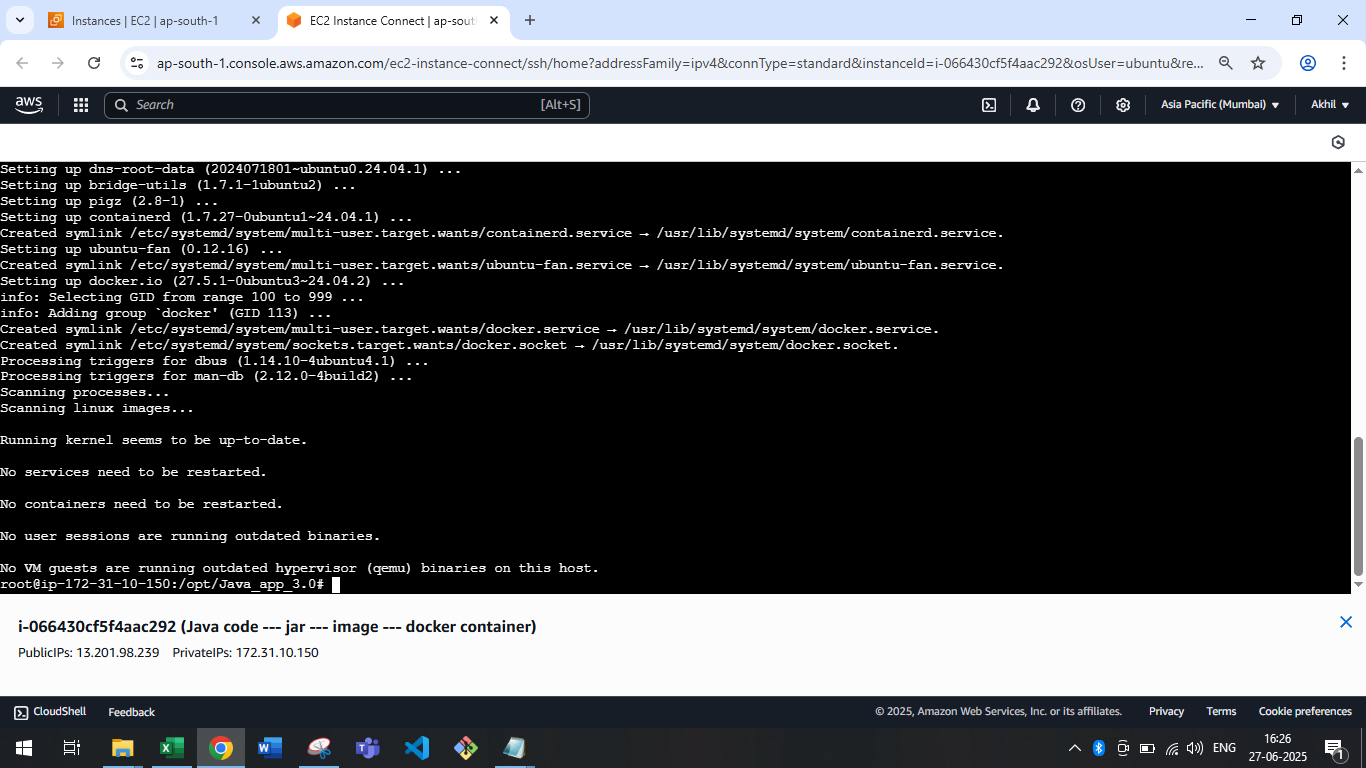 Instances | EC2 | ap-south-1
EC2 Instance Connect | ap-sout
ap-south-1.console.aws.amazon.com/ec2-instance-connect/ssh/home?addressFamily=ipv4&connType=standard&instanceId=i-066430cf5f4aac292&osUser=ubuntu&re...
aws
Search
[Alt+S]
Asia Pacific (Mumbai)
Akhil
Setting up dns-root-data (2024071801~ubuntu0.24.04.1) ...
Setting up bridge-utils (1.7.1-1ubuntu2) ...
Setting up pigz (2.8-1) ...
Setting up containerd (1.7.27-0ubuntu1~24.04.1) ...
Created symlink /etc/systemd/system/multi-user.target.wants/containerd.service → /usr/lib/systemd/system/containerd.service.
Setting up ubuntu-fan (0.12.16) ...
Created symlink /etc/systemd/system/multi-user.target.wants/ubuntu-fan.service → /usr/lib/systemd/system/ubuntu-fan.service.
Setting up docker.io (27.5.1-0ubuntu3~24.04.2) ...
info: Selecting GID from range 100 to 999 ...
info: Adding group `docker' (GID 113) ...
Created symlink /etc/systemd/system/multi-user.target.wants/docker.service → /usr/lib/systemd/system/docker.service.
Created symlink /etc/systemd/system/sockets.target.wants/docker.socket → /usr/lib/systemd/system/docker.socket.
Processing triggers for dbus (1.14.10-4ubuntu4.1) ...
Processing triggers for man-db (2.12.0-4build2) ...
Scanning processes...
Scanning linux images...
Running kernel seems to be up-to-date.
No services need to be restarted.
No containers need to be restarted.
No user sessions are running outdated binaries.
No VM guests are running outdated hypervisor (qemu) binaries on this host.
root@ip-172-31-10-150:/opt/Java_app_3.0#
i-066430cf5f4aac292 (Java code --- jar --- image --- docker container)
PublicIPs: 13.201.98.239 PrivateIPs: 172.31.10.150
CloudShell
Feedback
© 2025, Amazon Web Services, Inc. or its affiliates.
Privacy
Terms
Cookie preferences
ENG
16:26
27-06-2025
1